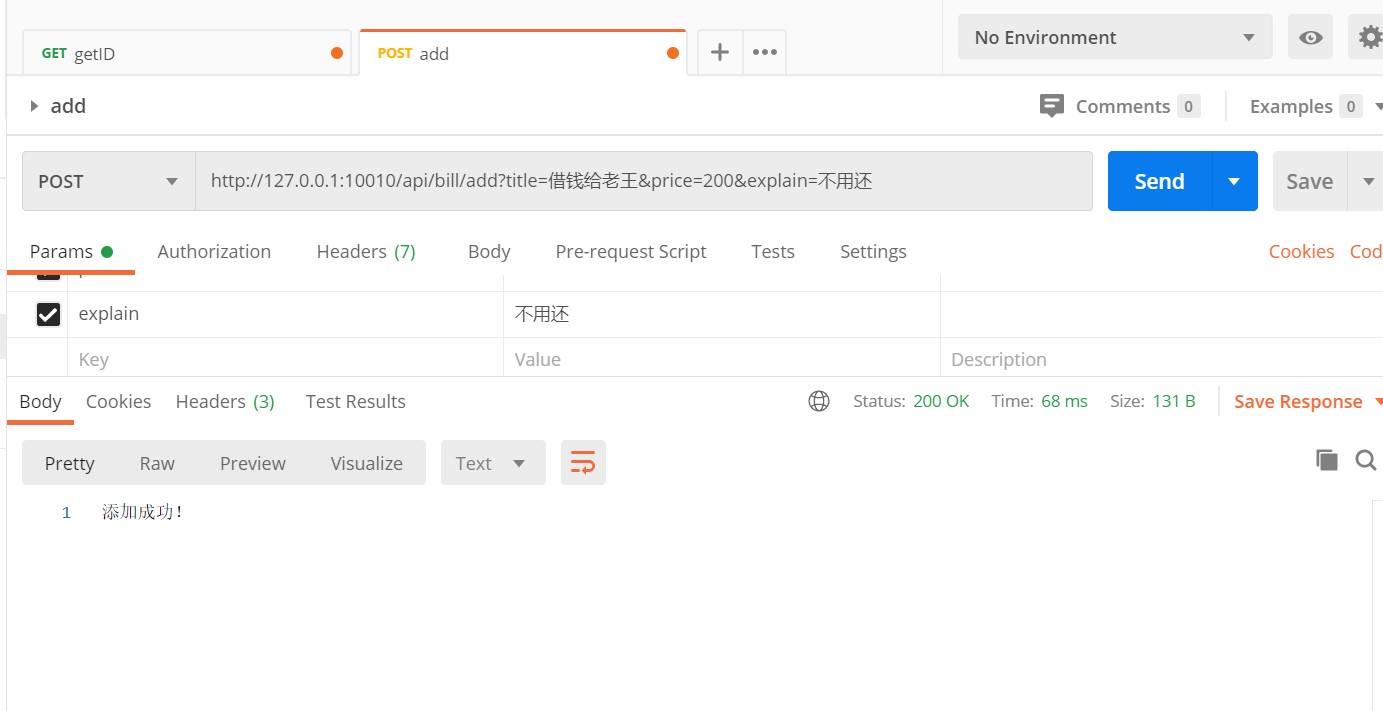 GET getID
POST add
No Environment
add
Comments 0
Examples 0
POST
http://127.0.0.1:10010/api/bill/add?title=借钱给老王&price=200&explain=不用还
Send
Save
Params
Authorization
Headers (7)
Body
Pre-request Script
Tests
Settings
Cookies
Cod
explain
不用还
Key
Value
Description
Body
Cookies
Headers (3)
Test Results
Status: 200 OK
Time: 68 ms
Size: 131 B
Save Response
Pretty
Raw
Preview
Visualize
Text
1
添加成功!